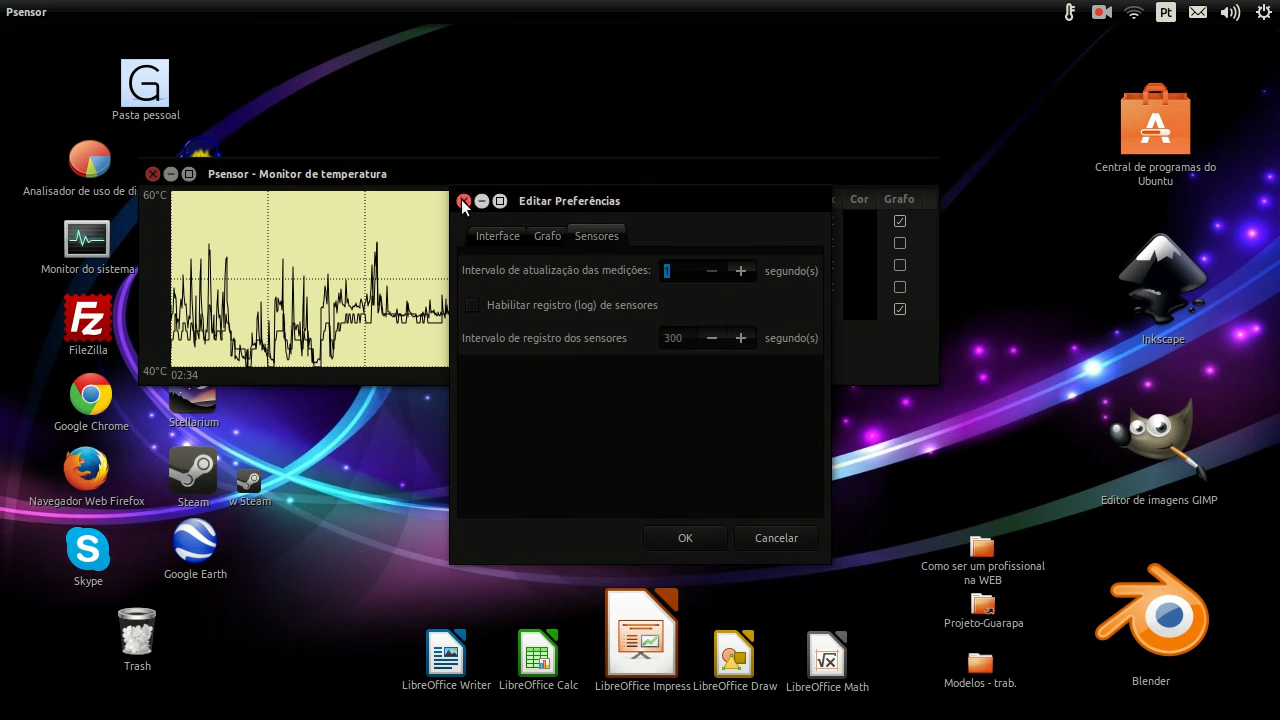 Psensor
Pt
Pasta pessoal
Analisador de uso de di
Monitor do sistema
FileZilla
Google Chrome
Navegador Web Firefox
Skype
Trash
Stellarium
Steam
w Steam
Google Earth
Psensor - Monitor de temperatura
60°C
40°C
02:34
Cor
Grafo
Editar Preferências
Interface
Grafo
Sensores
Intervalo de atualização das medições:
1
segundo(s)
Habilitar registro (log) de sensores
Intervalo de registro dos sensores
300
segundo(s)
OK
Cancelar
LibreOffice Writer
LibreOffice Calc
LibreOffice Impress
LibreOffice Draw
LibreOffice Math
Central de programas do
Ubuntu
Inkscape
Editor de imagens GIMP
Como ser um profissional
na WEB
Projeto-Guarapa
Modelos - trab.
Blender